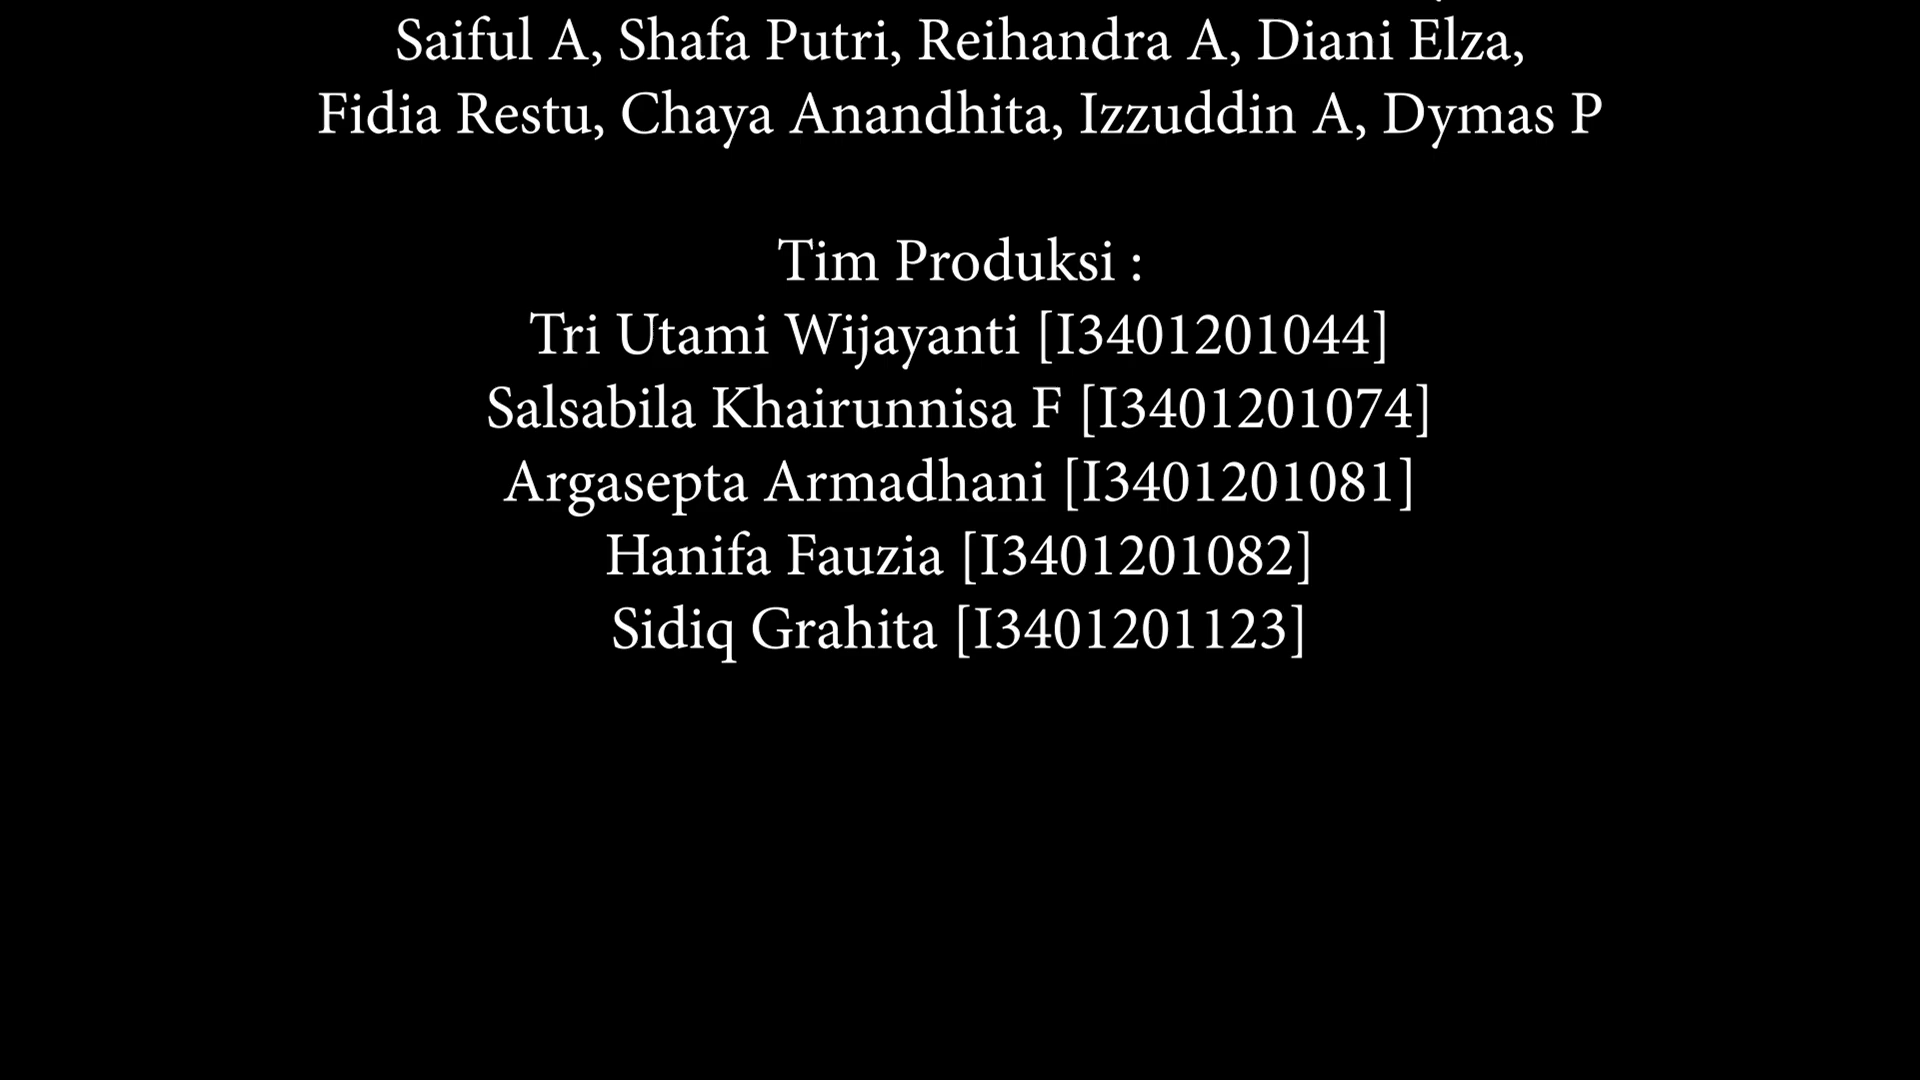 Saiful A, Shafa Putri, Reihandra A, Diani Elza,
Fidia Restu, Chaya Anandhita, Izzuddin A, Dymas P
Tim Produksi :
Tri Utami Wijayanti [I3401201044]
Salsabila Khairunnisa F [I3401201074]
Argasepta Armadhani [I3401201081]
Hanifa Fauzia [I3401201082]
Sidiq Grahita [I3401201123]